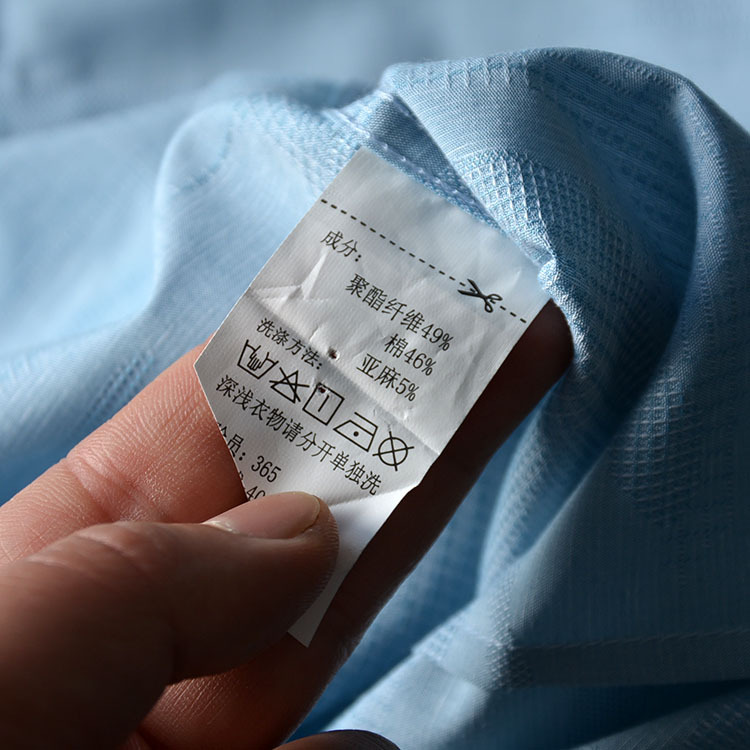 成分：
聚酯纤维49%
棉46%
亚麻5%
洗涤方法：
深浅衣物请分开单独洗
员：365